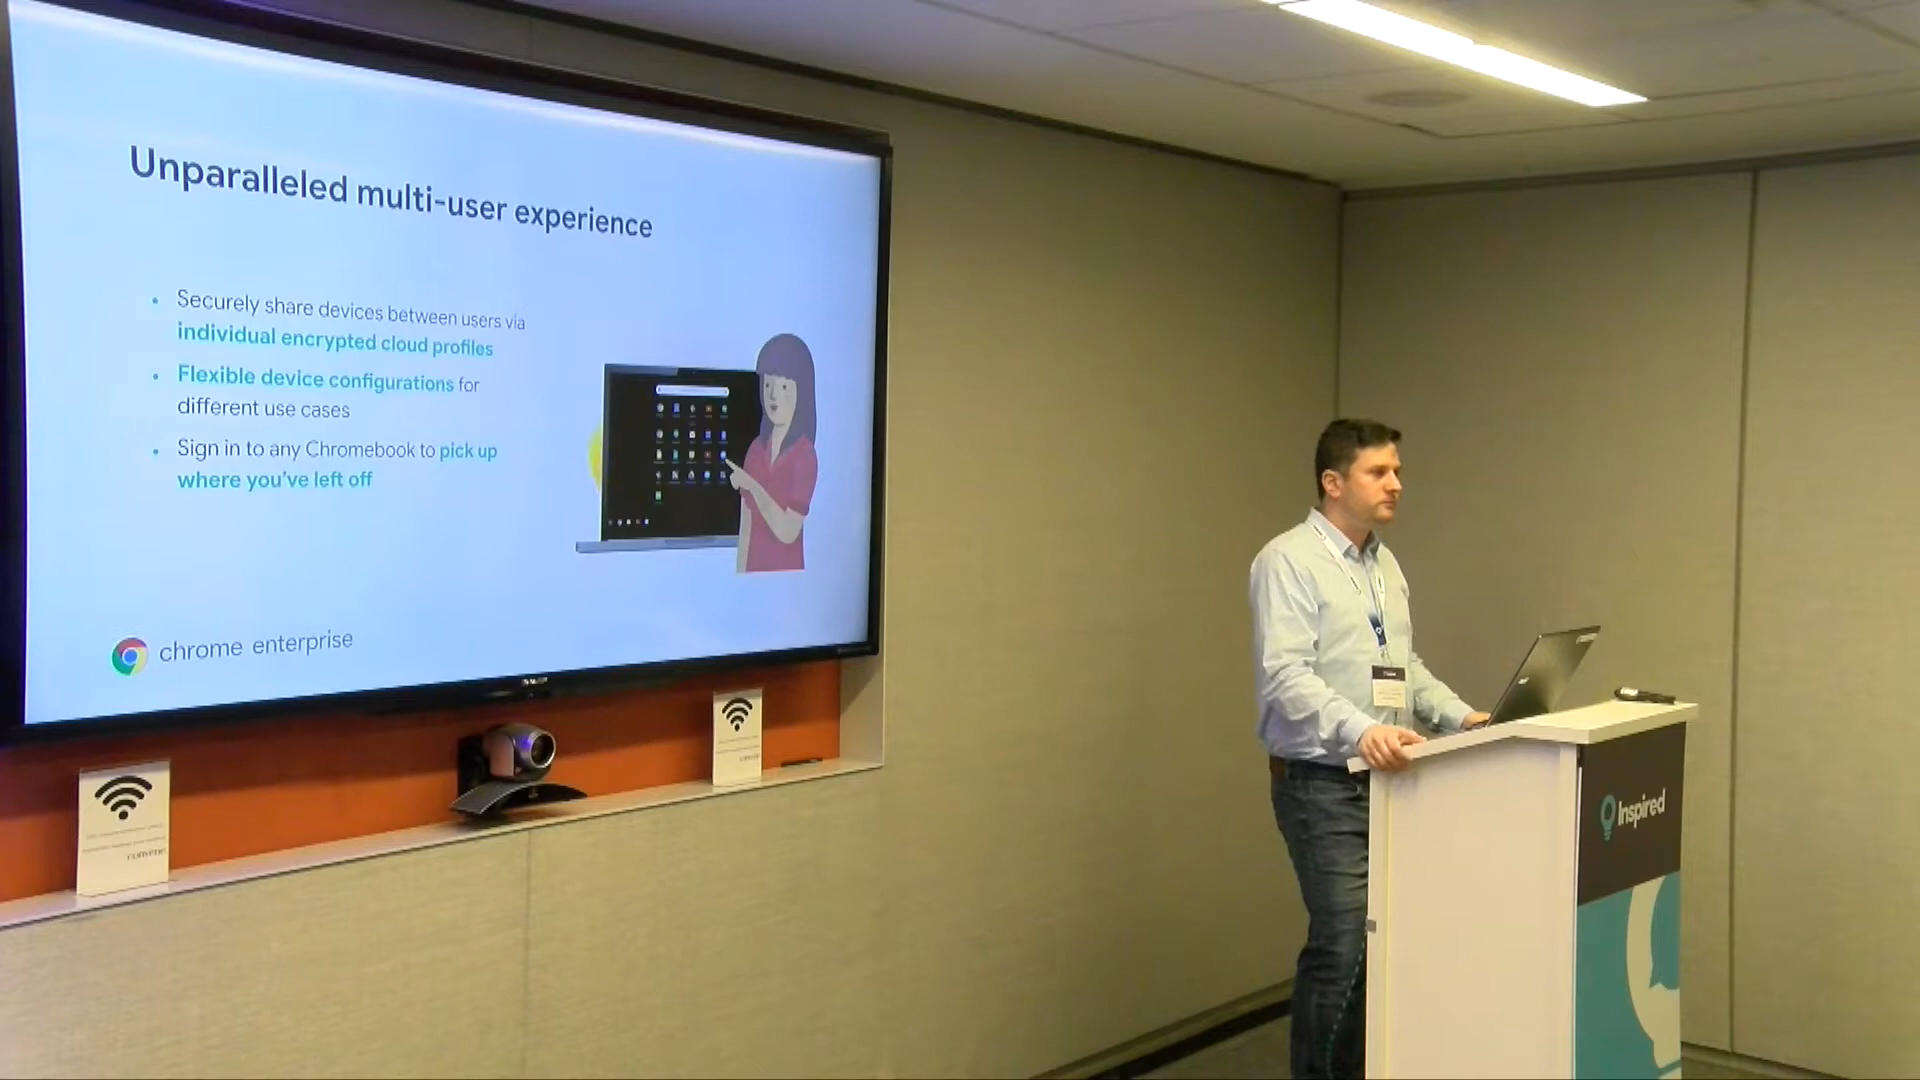 Unparalleled multi-user experience
• Securely share devices between users via
individual encrypted cloud profiles
• Flexible device configurations for
different use cases
• Sign in to any Chromebook to pick up
where you've left off
chrome enterprise
convene
Inspired